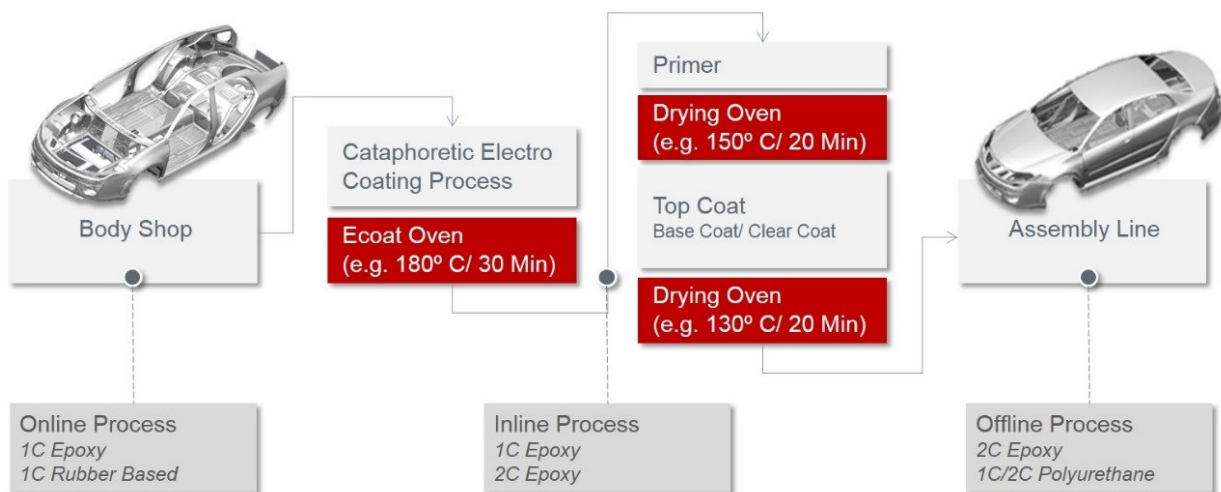 Body Shop
Cataphoretic Electro
Coating Process
Ecoat Oven
(e.g. 180º C/ 30 Min)
Primer
Drying Oven
(e.g. 150º C/ 20 Min)
Top Coat
Base Coat/ Clear Coat
Drying Oven
(e.g. 130º C/ 20 Min)
Assembly Line
Online Process
1C Epoxy
1C Rubber Based
Inline Process
1C Epoxy
2C Epoxy
Offline Process
2C Epoxy
1C/2C Polyurethane